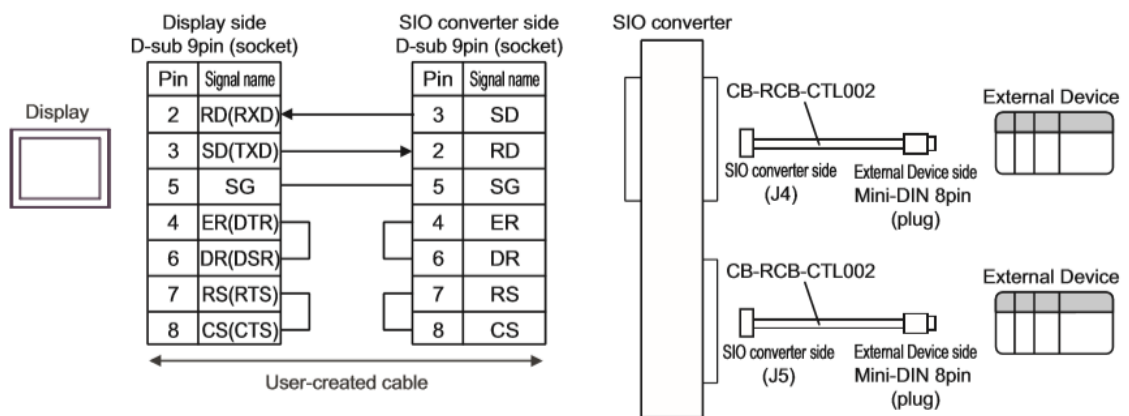 Display side
D-sub 9pin (socket)
SIO converter side
D-sub 9pin (socket)
SIO converter
Pin Signal name
Pin Signal name
Display
2 RD(RXD)
3 SD
3 SD(TXD)
2 RD
5 SG
5 SG
4 ER(DTR)
4 ER
6 DR(DSR)
6 DR
7 RS(RTS)
7 RS
8 CS(CTS)
8 CS
User-created cable
CB-RCB-CTL002
External Device
SIO converter side
(J4)
External Device side
Mini-DIN 8pin
(plug)
CB-RCB-CTL002
External Device
SIO converter side
(J5)
External Device side
Mini-DIN 8pin
(plug)